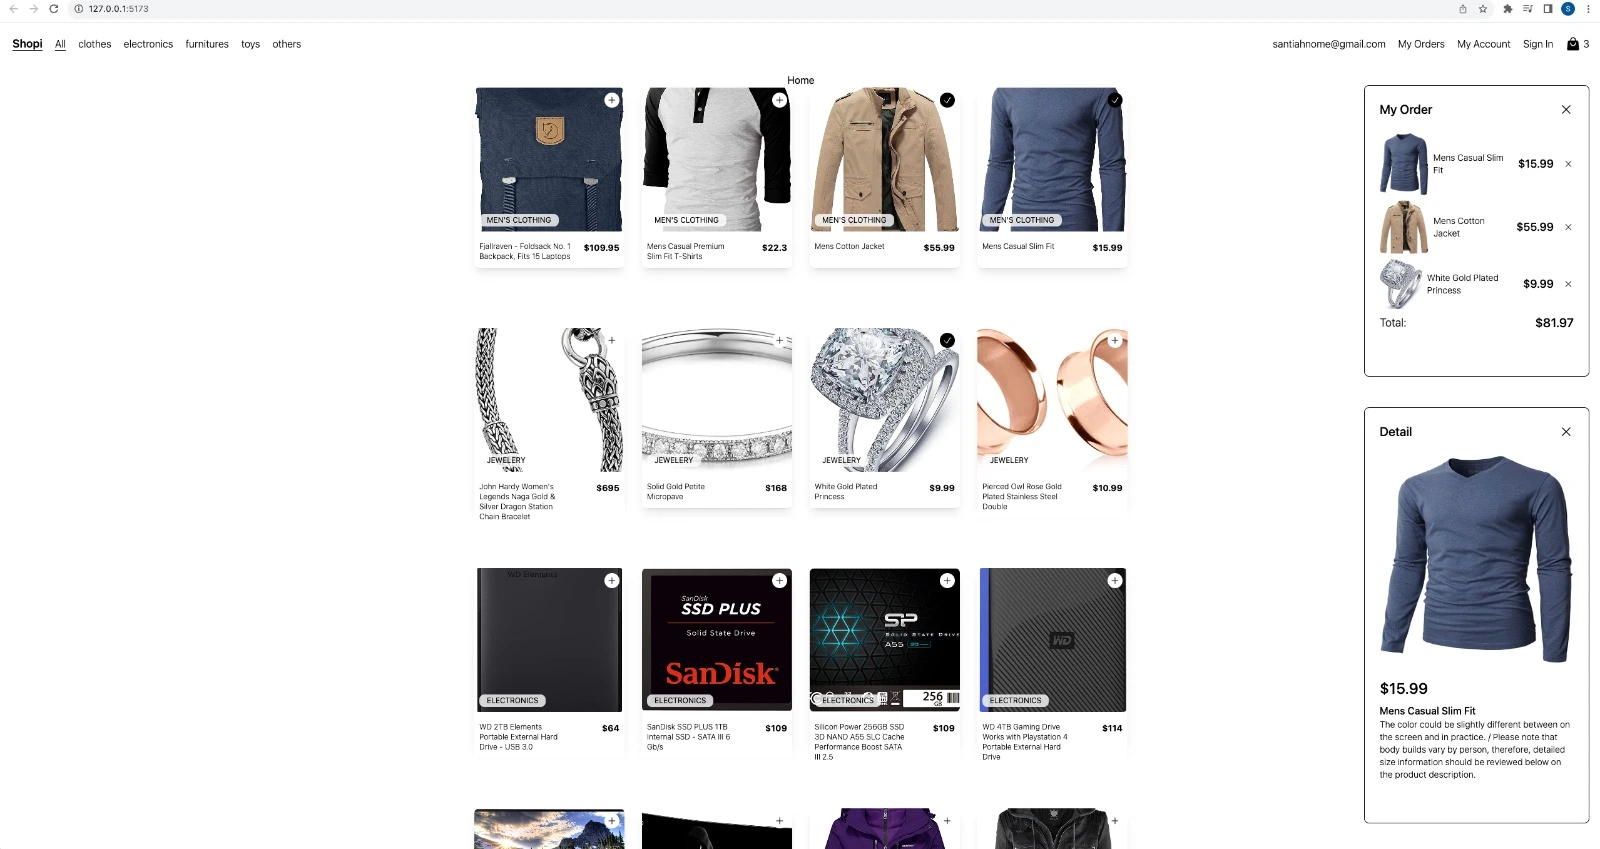 127.0.0.1:5173
S
Shopi All clothes electronics furnitures toys others
santiahnome@gmail.com My Orders My Account Sign In 3
Home
MEN'S CLOTHING
Fjallraven - Foldsack No. 1
Backpack, Fits 15 Laptops
$109.95
MEN'S CLOTHING
Mens Casual Premium
Slim Fit T-Shirts
$22.3
MEN'S CLOTHING
Mens Cotton Jacket
$55.99
MEN'S CLOTHING
Mens Casual Slim Fit
$15.99
JEWELERY
John Hardy Women's
Legends Naga Gold &
Silver Dragon Station
Chain Bracelet
$695
JEWELERY
Solid Gold Petite
Micropave
$168
JEWELERY
White Gold Plated
Princess
$9.99
JEWELERY
Pierced Owl Rose Gold
Plated Stainless Steel
Double
$10.99
WD Elements
ELECTRONICS
WD 2TB Elements
Portable External Hard
Drive - USB 3.0
$64
SanDisk
SSD PLUS
Solid State Drive
SanDisk
ELECTRONICS
SanDisk SSD PLUS 1TB
Internal SSD - SATA III 6
Gb/s
$109
SP
SOLID STATE DRIVE
A55
256
GB
ELECTRONICS
Silicon Power 256GB SSD
3D NAND A55 SLC Cache
Performance Boost SATA
III 2.5
$109
WD
ELECTRONICS
WD 4TB Gaming Drive
Works with Playstation 4
Portable External Hard
Drive
$114
My Order
Mens Casual Slim
Fit
$15.99
Mens Cotton
Jacket
$55.99
White Gold Plated
Princess
$9.99
Total: $81.97
Detail
$15.99
Mens Casual Slim Fit
The color could be slightly different between on
the screen and in practice. / Please note that
body builds vary by person, therefore, detailed
size information should be reviewed below on
the product description.